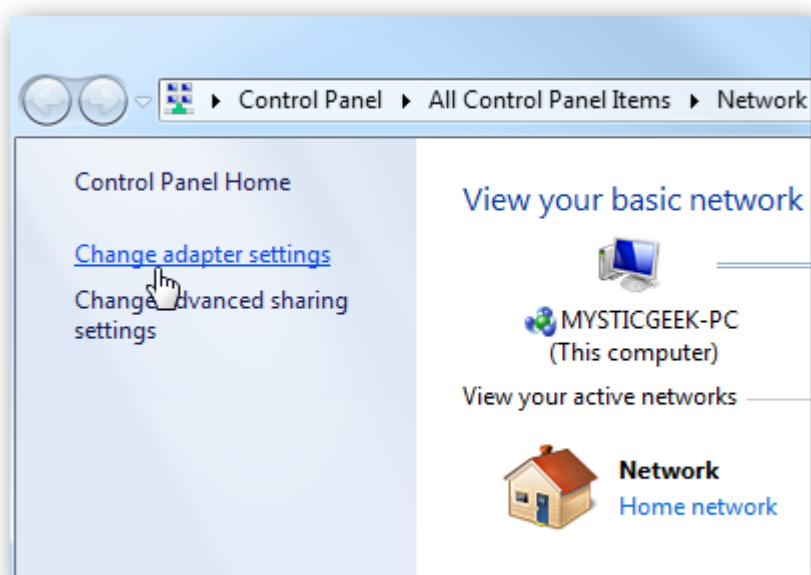 Control Panel All Control Panel Items Network
Control Panel Home
Change adapter settings
Change advanced sharing
settings
View your basic network
MYSTICGEEK-PC
(This computer)
View your active networks
Network
Home network